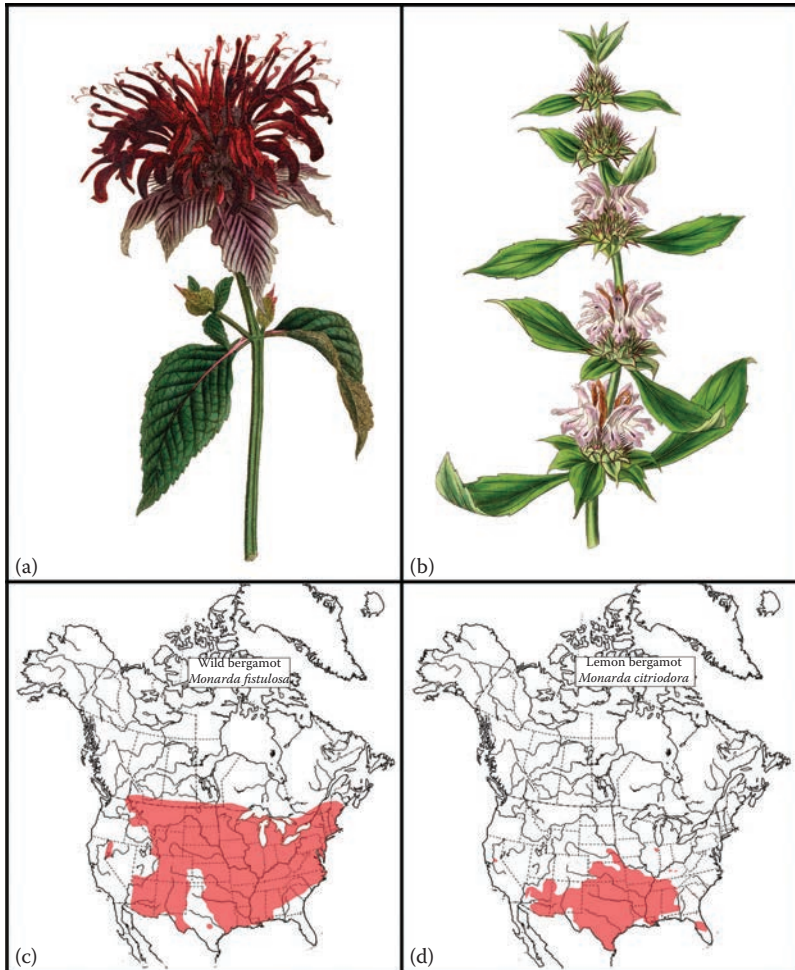 (a)
(b)
Wild bergamot
Monarda fistulosa
(c)
Lemon bergamot
Monarda citriodora
(d)